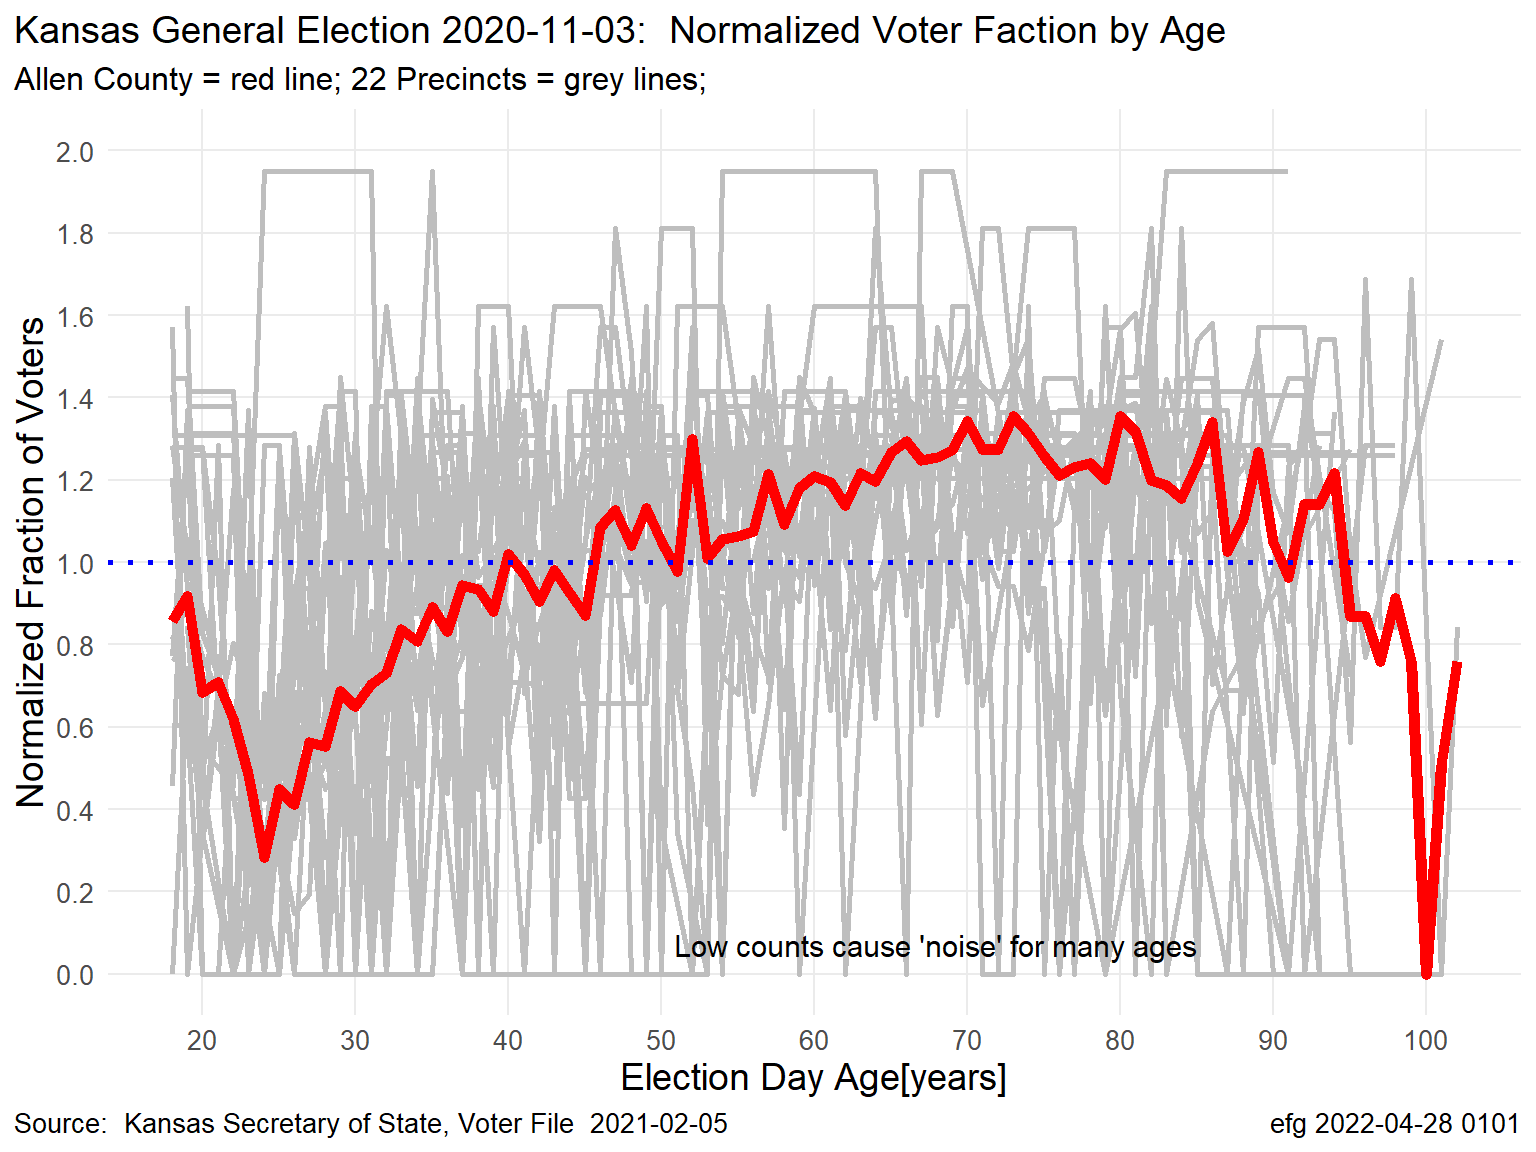 Kansas General Election 2020-11-03:  Normalized Voter Faction by Age
Allen County = red line; 22 Precincts = grey lines;
Normalized Fraction of Voters
2.0
1.8
1.6
1.4
1.2
1.0
0.8
0.6
0.4
0.2
0.0
Low counts cause 'noise' for many ages
20 30 40 50 60 70 80 90 100
Election Day Age[years]
Source:  Kansas Secretary of State, Voter File  2021-02-05
efg 2022-04-28 0101